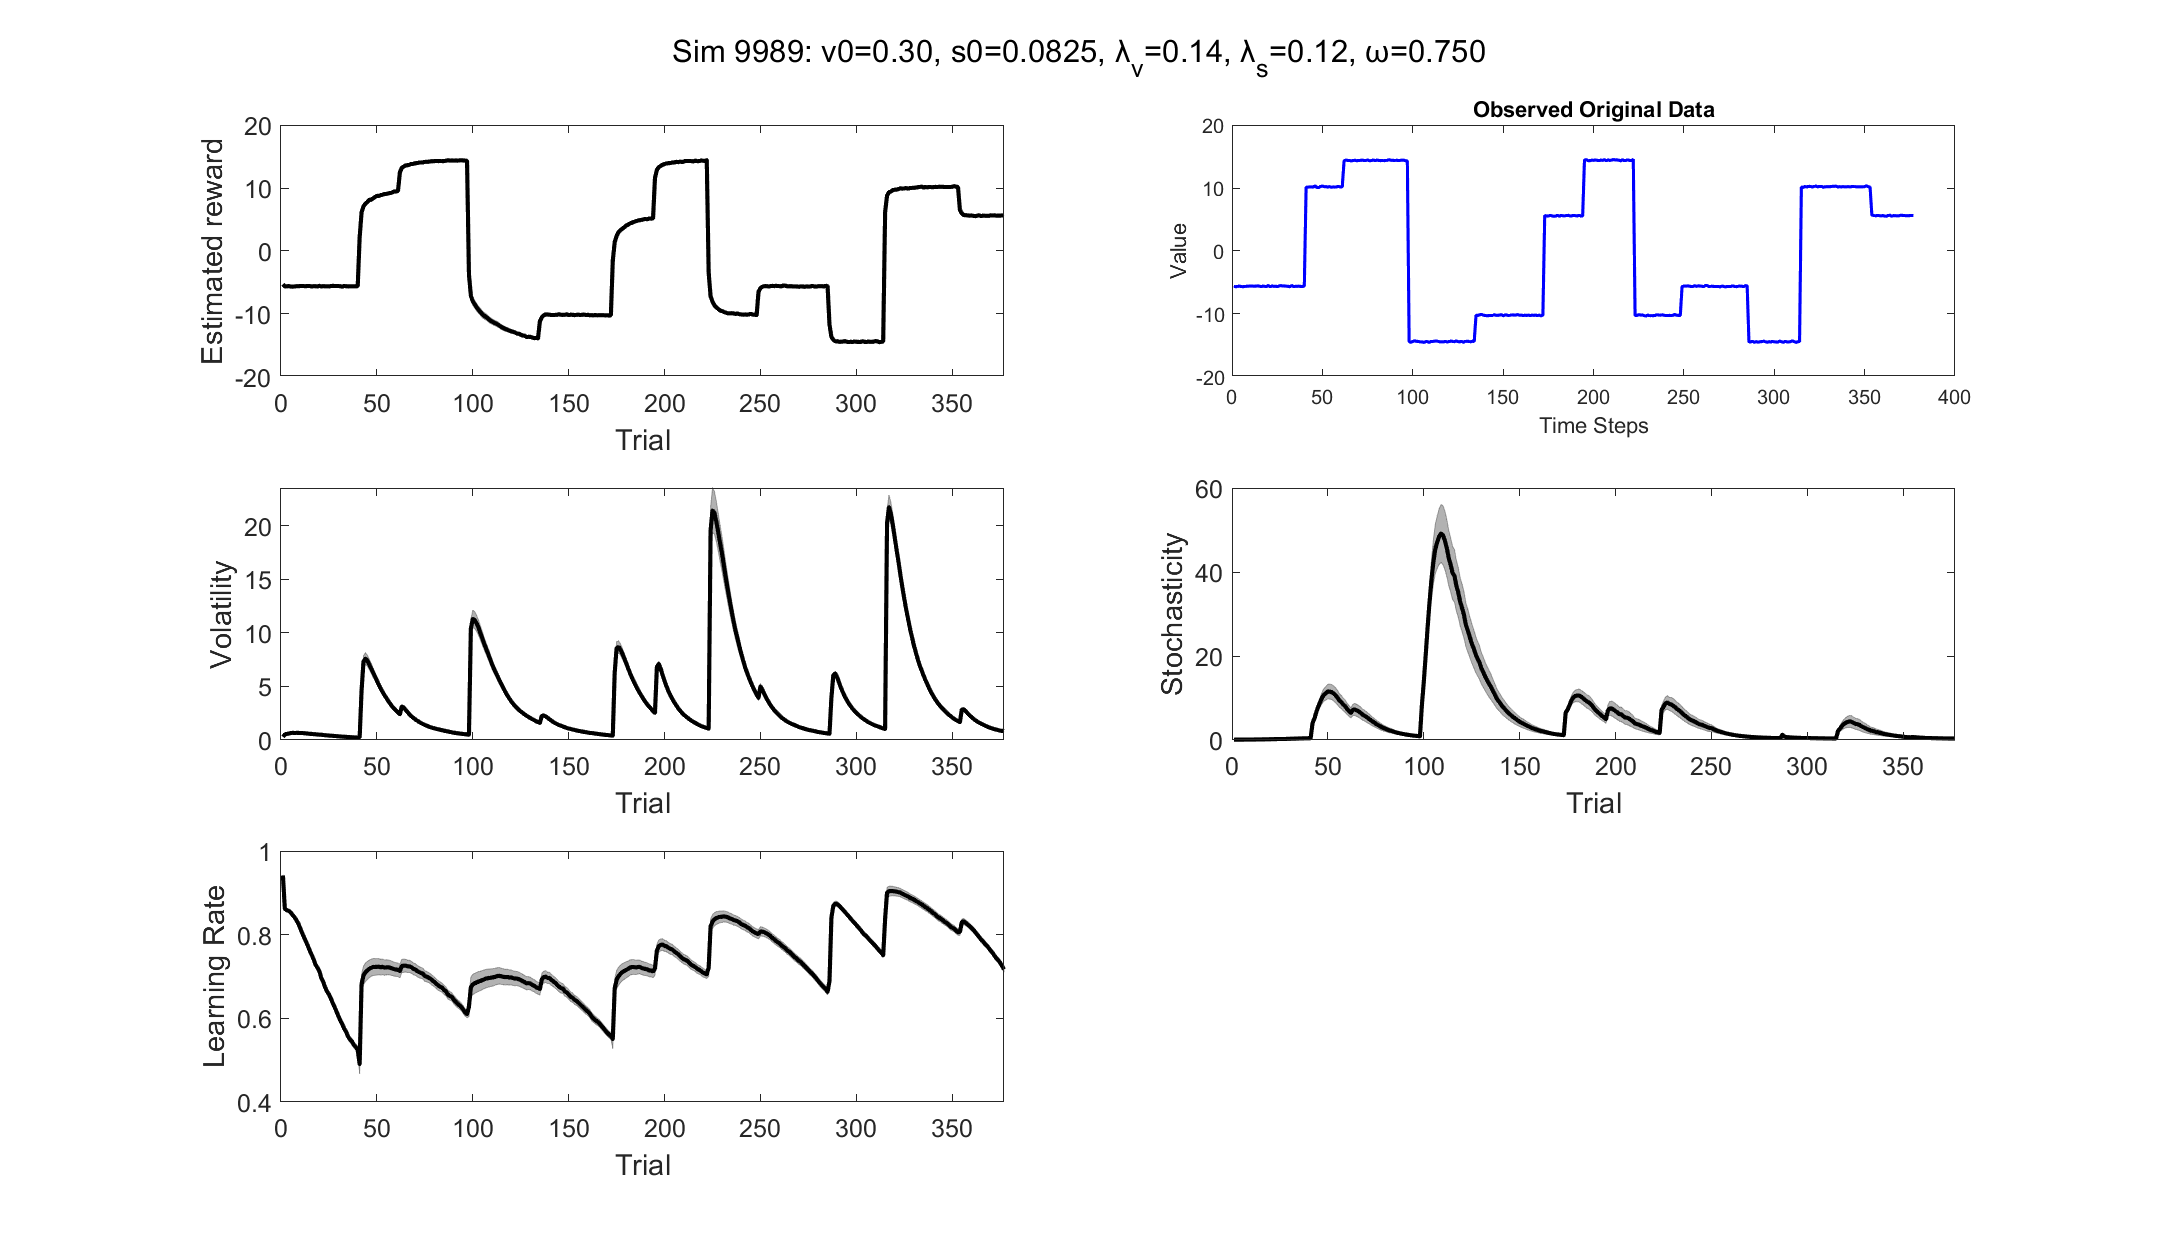 Sim 9989: v0=0.30, s0=0.0825, λ_v=0.14, λ_s=0.12, ω=0.750
Estimated reward
20
10
0
-10
-20
0 50 100 150 200 250 300 350
Trial
Observed Original Data
Value
20
10
0
-10
-20
0 50 100 150 200 250 300 350 400
Time Steps
Volatility
20
15
10
5
0
0 50 100 150 200 250 300 350
Trial
Stochasticity
60
40
20
0
0 50 100 150 200 250 300 350
Trial
Learning Rate
1
0.8
0.6
0.4
0 50 100 150 200 250 300 350
Trial